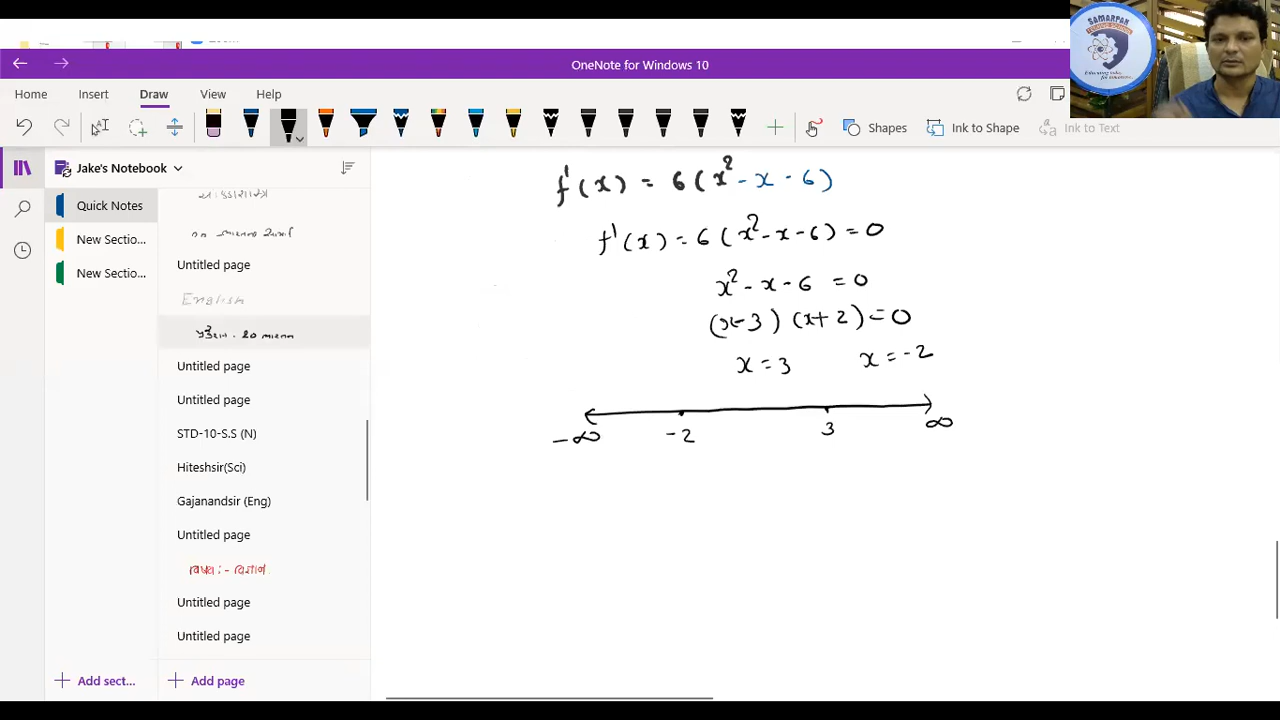 SAMARPAN
OneNote for Windows 10
Home Insert Draw View Help
Shapes Ink to Shape Ink to Text
Jake's Notebook
Quick Notes
New Sectio...
New Sectio...
Untitled page
English
Untitled page
Untitled page
STD-10-S.S (N)
Hiteshsir(Sci)
Gajanandsir (Eng)
Untitled page
Untitled page
Untitled page
Add sect...
Add page
f'(x) = 6(x² - x - 6)
f'(x) = 6(x² - x - 6) = 0
x² - x - 6 = 0
(x - 3) (x + 2) = 0
x = 3 x = -2
-∞ -2 3 ∞